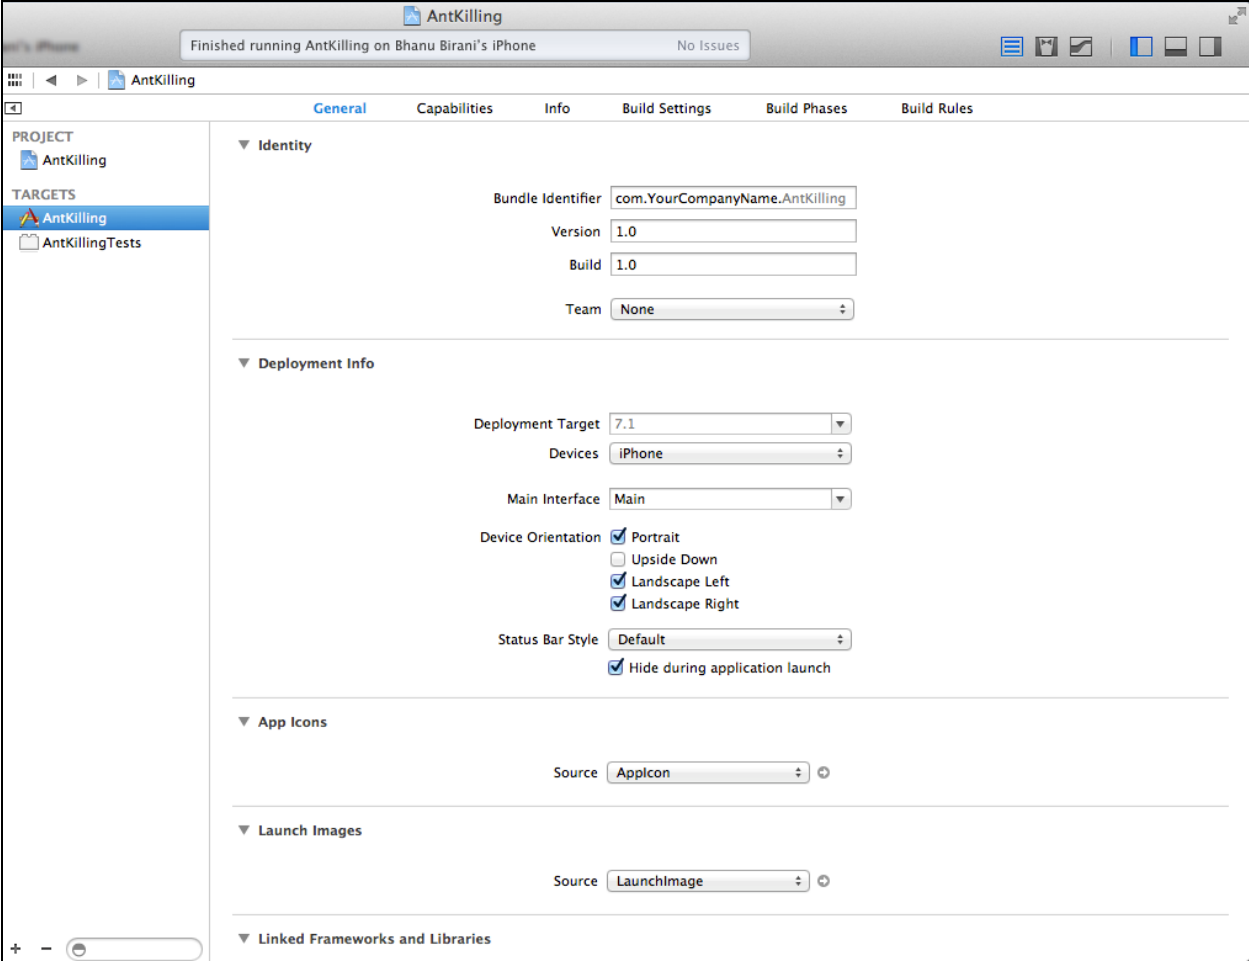 AntKilling
Finished running AntKilling on Bhanu Birani's iPhone No Issues
AntKilling
General Capabilities Info Build Settings Build Phases Build Rules
PROJECT
AntKilling
TARGETS
AntKilling
AntKillingTests
Identity
Bundle Identifier com.YourCompanyName.AntKilling
Version 1.0
Build 1.0
Team None
Deployment Info
Deployment Target 7.1
Devices iPhone
Main Interface Main
Device Orientation Portrait
Upside Down
Landscape Left
Landscape Right
Status Bar Style Default
Hide during application launch
App Icons
Source AppIcon
Launch Images
Source LaunchImage
Linked Frameworks and Libraries